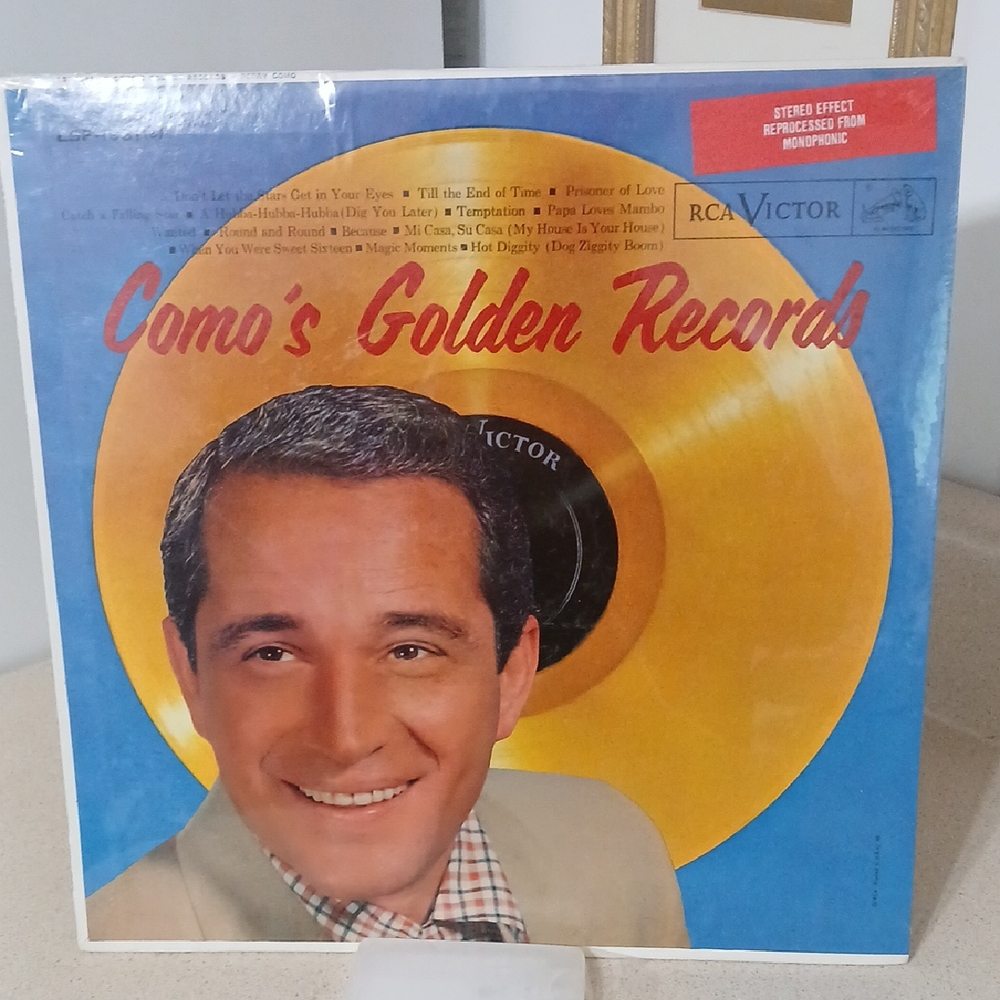 PERRY COMO
STEREO EFFECT
REPROCESSED FROM
MONOPHONIC
Don't Let the Stars Get in Your Eyes ■ Till the End of Time ■ Prisoner of Love
Catch a Falling Star ■ A Hubba-Hubba-Hubba (Dig You Later) ■ Temptation ■ Papa Loves Mambo
Wanted ■ Round and Round ■ Because ■ Mi Casa, Su Casa (My House Is Your House)
■ When You Were Sweet Sixteen ■ Magic Moments ■ Hot Diggity (Dog Ziggity Boom)
RCA VICTOR
Como's Golden Records
VICTOR